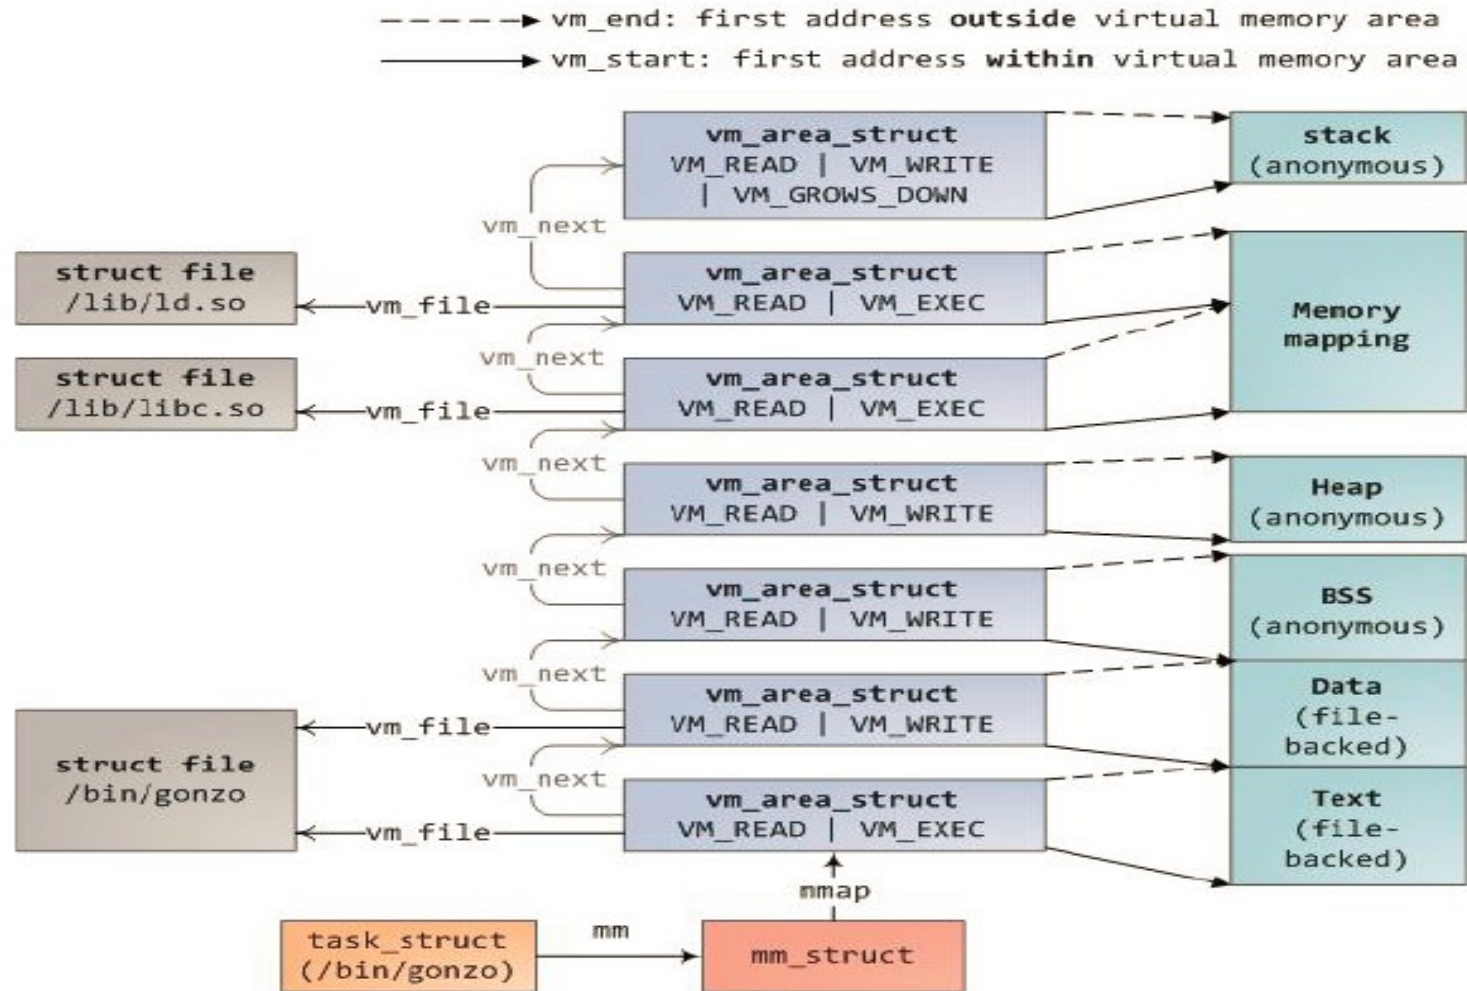 vm_end: first address outside virtual memory area
vm_start: first address within virtual memory area
vm_area_struct
VM_READ | VM_WRITE
| VM_GROWS_DOWN
stack
(anonymous)
vm_next
struct file
/lib/ld.so
vm_file
vm_area_struct
VM_READ | VM_EXEC
Memory
mapping
vm_next
struct file
/lib/libc.so
vm_file
vm_area_struct
VM_READ | VM_EXEC
vm_next
vm_area_struct
VM_READ | VM_WRITE
Heap
(anonymous)
vm_next
vm_area_struct
VM_READ | VM_WRITE
BSS
(anonymous)
vm_next
vm_area_struct
VM_READ | VM_WRITE
Data
(file-
backed)
vm_file
vm_next
struct file
/bin/gonzo
vm_file
vm_area_struct
VM_READ | VM_EXEC
Text
(file-
backed)
mmap
task_struct
(/bin/gonzo)
mm
mm_struct